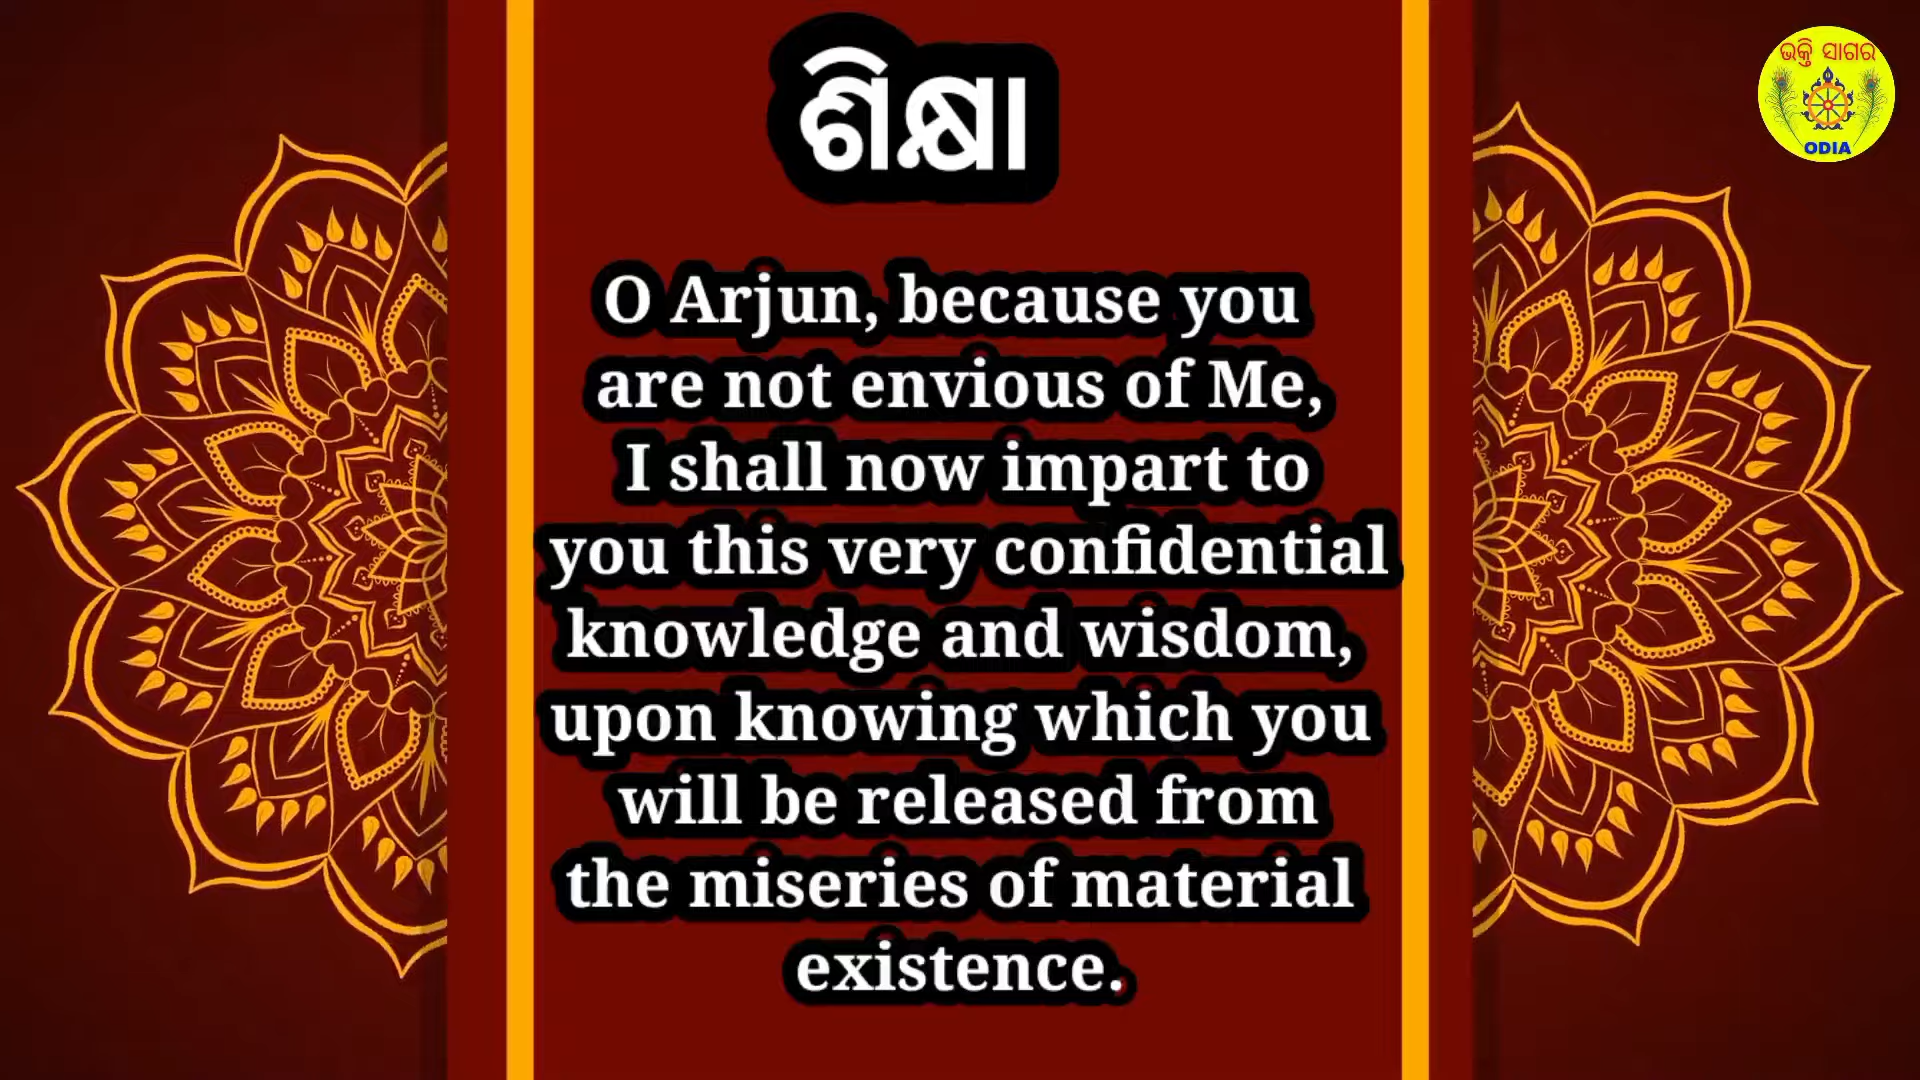 ଶିକ୍ଷା
O Arjun, because you
are not envious of Me,
I shall now impart to
you this very confidential
knowledge and wisdom,
upon knowing which you
will be released from
the miseries of material
existence.
ଭକ୍ତି ସାଗର
ODIA